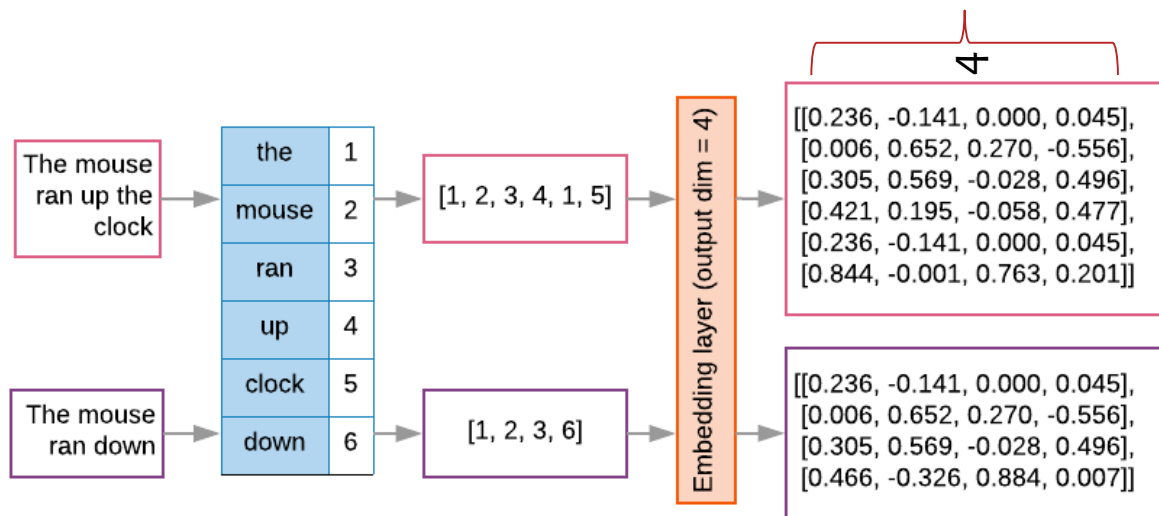 4
The mouse
ran up the
clock
the 1
mouse 2
ran 3
up 4
clock 5
down 6
[1, 2, 3, 4, 1, 5]
Embedding layer (output dim = 4)
[[0.236, -0.141, 0.000, 0.045],
[0.006, 0.652, 0.270, -0.556],
[0.305, 0.569, -0.028, 0.496],
[0.421, 0.195, -0.058, 0.477],
[0.236, -0.141, 0.000, 0.045],
[0.844, -0.001, 0.763, 0.201]]
The mouse
ran down
[1, 2, 3, 6]
[[0.236, -0.141, 0.000, 0.045],
[0.006, 0.652, 0.270, -0.556],
[0.305, 0.569, -0.028, 0.496],
[0.466, -0.326, 0.884, 0.007]]